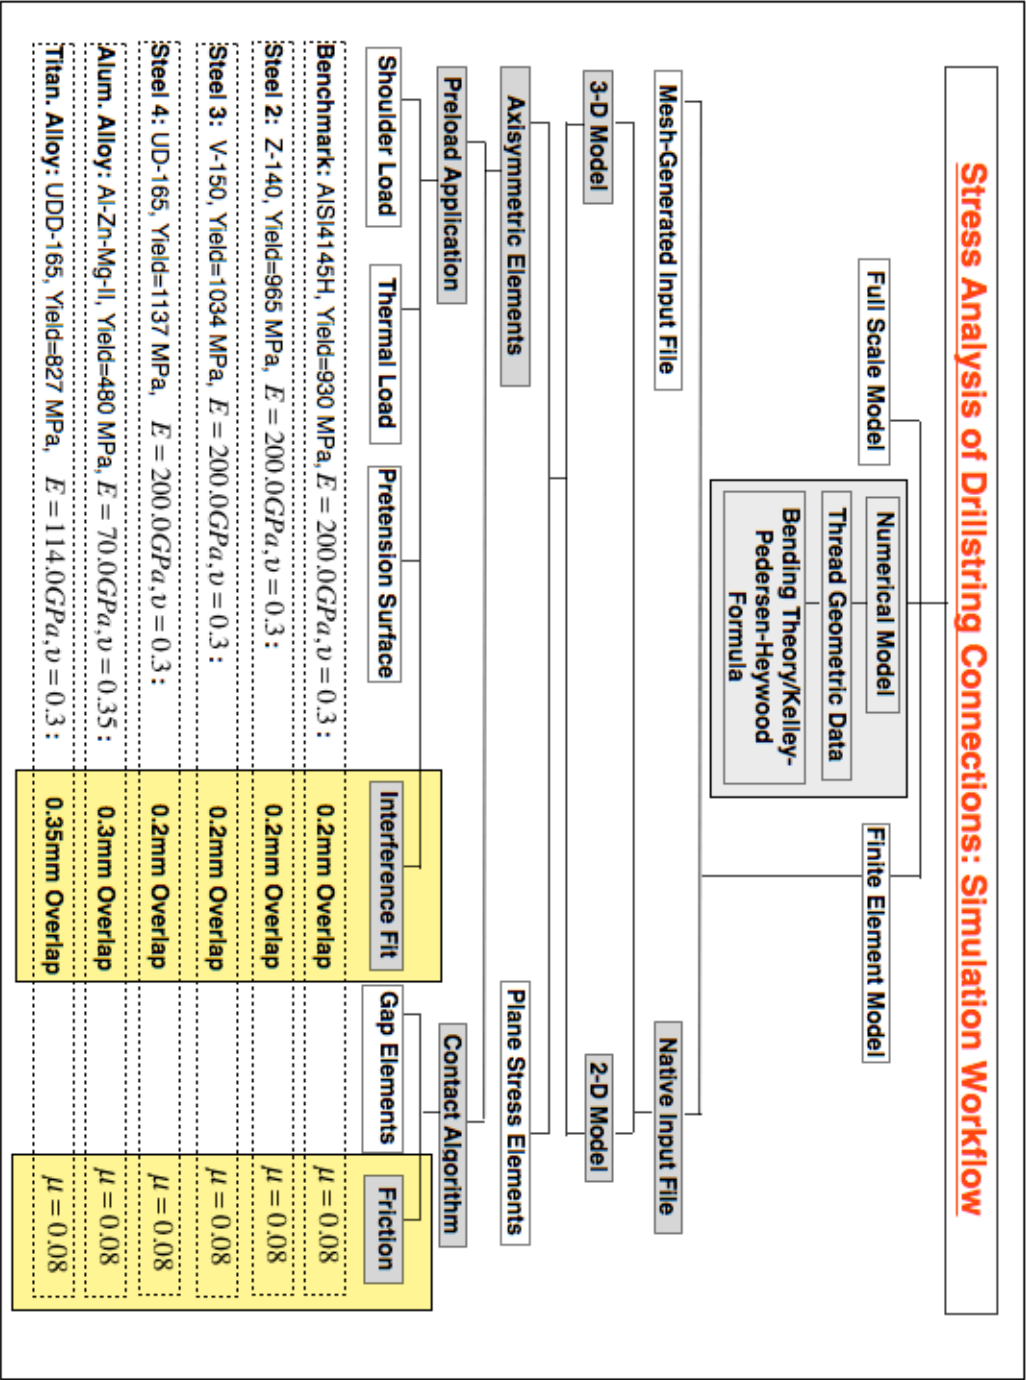 Stress Analysis of Drillstring Connections: Simulation Workflow
Full Scale Model
Numerical Model
Thread Geometric Data
Bending Theory/Kelley-
Pedersen-Heywood
Formula
Finite Element Model
Mesh-Generated Input File
Native Input File
3-D Model
2-D Model
Axisymmetric Elements
Plane Stress Elements
Preload Application
Contact Algorithm
Shoulder Load
Thermal Load
Pretension Surface
Interference Fit
Gap Elements
Friction
Benchmark: AISI4145H, Yield=930 MPa, E = 200.0GPa, υ = 0.3 : 0.2mm Overlap μ = 0.08
Steel 2: Z-140, Yield=965 MPa, E = 200.0GPa, υ = 0.3 : 0.2mm Overlap μ = 0.08
Steel 3: V-150, Yield=1034 MPa, E = 200.0GPa, υ = 0.3 : 0.2mm Overlap μ = 0.08
Steel 4: UD-165, Yield=1137 MPa, E = 200.0GPa, υ = 0.3 : 0.2mm Overlap μ = 0.08
Alum. Alloy: Al-Zn-Mg-II, Yield=480 MPa, E = 70.0GPa, υ = 0.35 : 0.3mm Overlap μ = 0.08
Titan. Alloy: UDD-165, Yield=827 MPa, E = 114.0GPa, υ = 0.3 : 0.35mm Overlap μ = 0.08